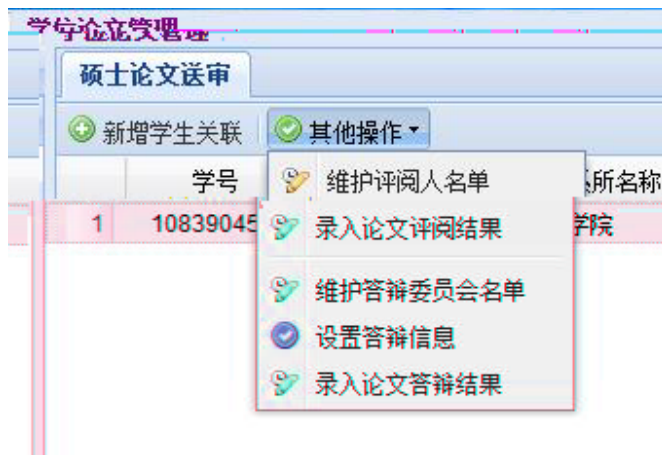 学位论文管理
硕士论文送审
新增学生关联 其他操作
学号 所名称
维护评阅人名单
1 10839045 学院
录入论文评阅结果
维护答辩委员会名单
设置答辩信息
录入论文答辩结果